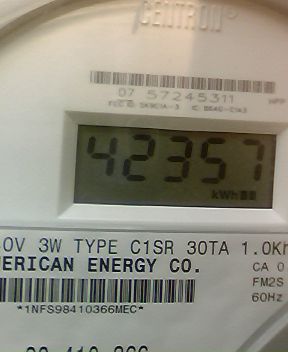 CENTRON®
07 57245311
42357
kWh
0V 3W TYPE C1SR 30TA 1.0Kh
ERICAN ENERGY CO.
CA 0.
FM2S
60Hz
*1NFS98410366MEC*